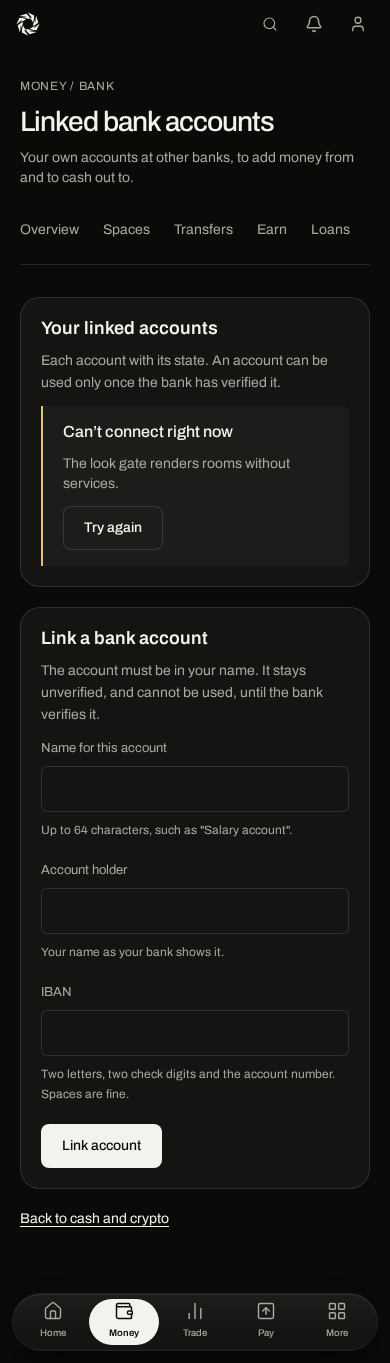 MONEY / BANK
Linked bank accounts
Your own accounts at other banks, to add money from
and to cash out to.
Overview Spaces Transfers Earn Loans
Your linked accounts
Each account with its state. An account can be
used only once the bank has verified it.
Can’t connect right now
The look gate renders rooms without
services.
Try again
Link a bank account
The account must be in your name. It stays
unverified, and cannot be used, until the bank
verifies it.
Name for this account
Up to 64 characters, such as "Salary account".
Account holder
Your name as your bank shows it.
IBAN
Two letters, two check digits and the account number.
Spaces are fine.
Link account
Back to cash and crypto
Home Money Trade Pay More